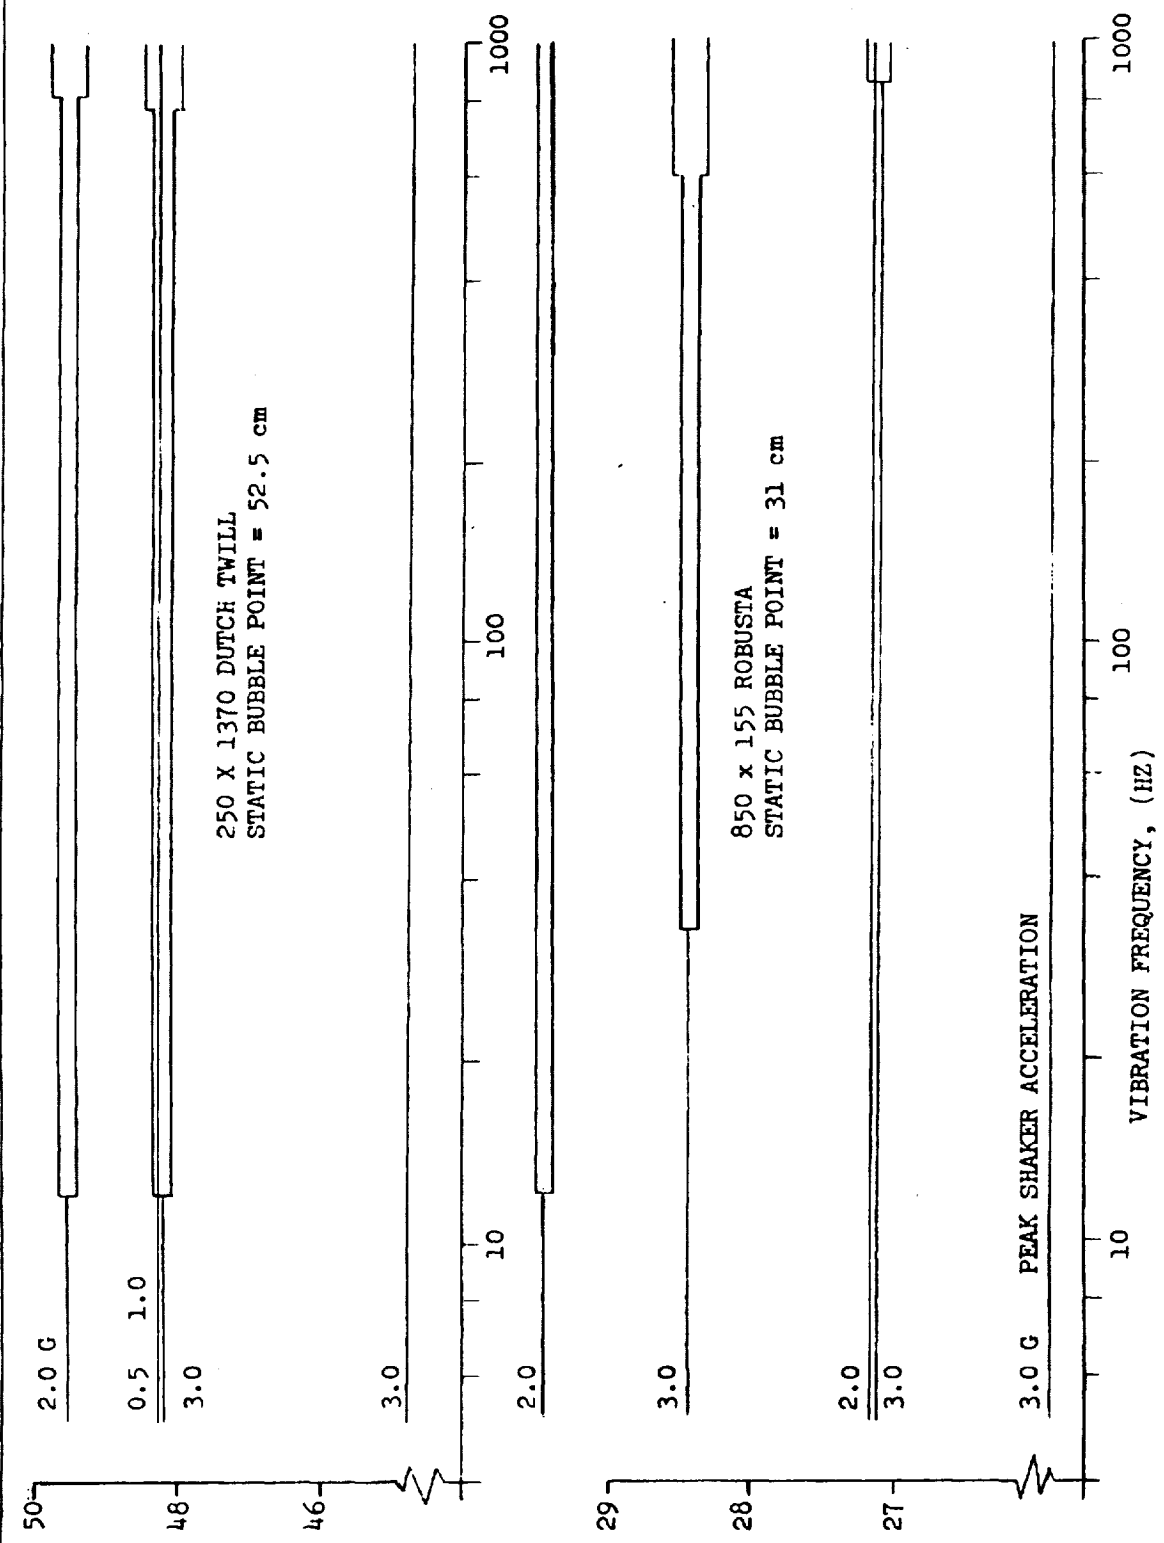 50
48
46
2.0 G
0.5 1.0
3.0
3.0
250 X 1370 DUTCH TWILL
STATIC BUBBLE POINT = 52.5 cm
10
100
1000
29
28
27
2.0
3.0
2.0
3.0
850 x 155 ROBUSTA
STATIC BUBBLE POINT = 31 cm
3.0 G PEAK SHAKER ACCELERATION
10
100
1000
VIBRATION FREQUENCY, (HZ)